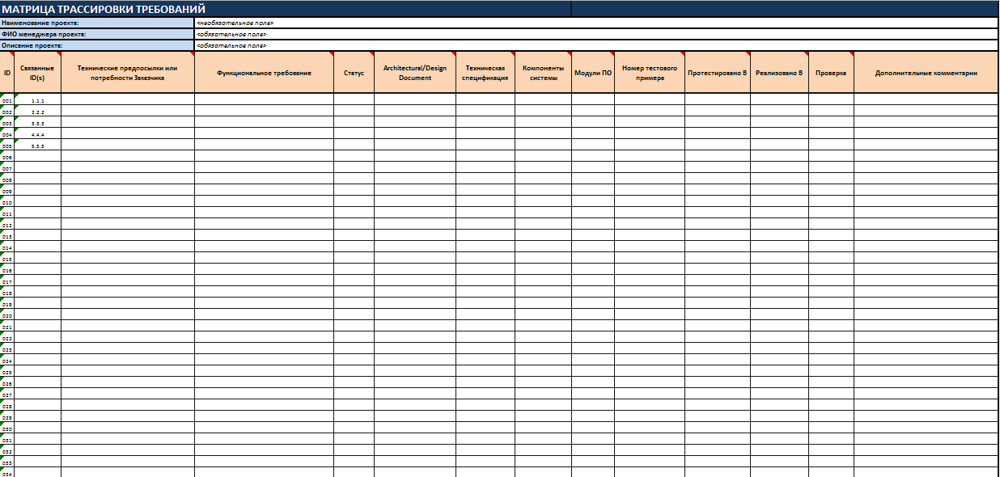 МАТРИЦА ТРАССИРОВКИ ТРЕБОВАНИЙ
Наименование проекта: <необязательное поле>
ФИО менеджера проекта: <обязательное поле>
Описание проекта: <обязательное поле>
ID
Связанные
ID(s)
Технические предпосылки или
потребности Заказчика
Функциональное требование
Статус
Architectural/Design
Document
Техническая
спецификация
Компоненты
системы
Модули ПО
Номер тестового
примера
Протестировано В
Реализовано В
Проверка
Дополнительные комментарии
001 1.1.1
002 2.2.2
003 3.3.3
004 4.4.4
005 5.5.5
006
007
008
009
010
011
012
013
014
015
016
017
018
019
020
021
022
023
024
025
026
027
028
029
030
031
032
033
034